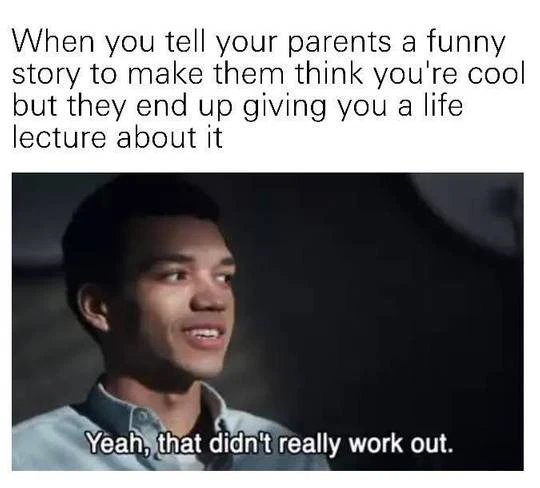 When you tell your parents a funny
story to make them think you're cool
but they end up giving you a life
lecture about it
Yeah, that didn't really work out.